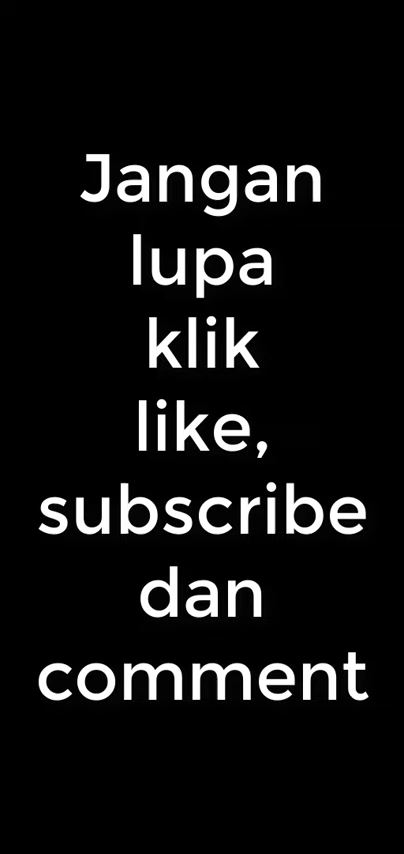 Jangan
lupa
klik
like,
subscribe
dan
comment